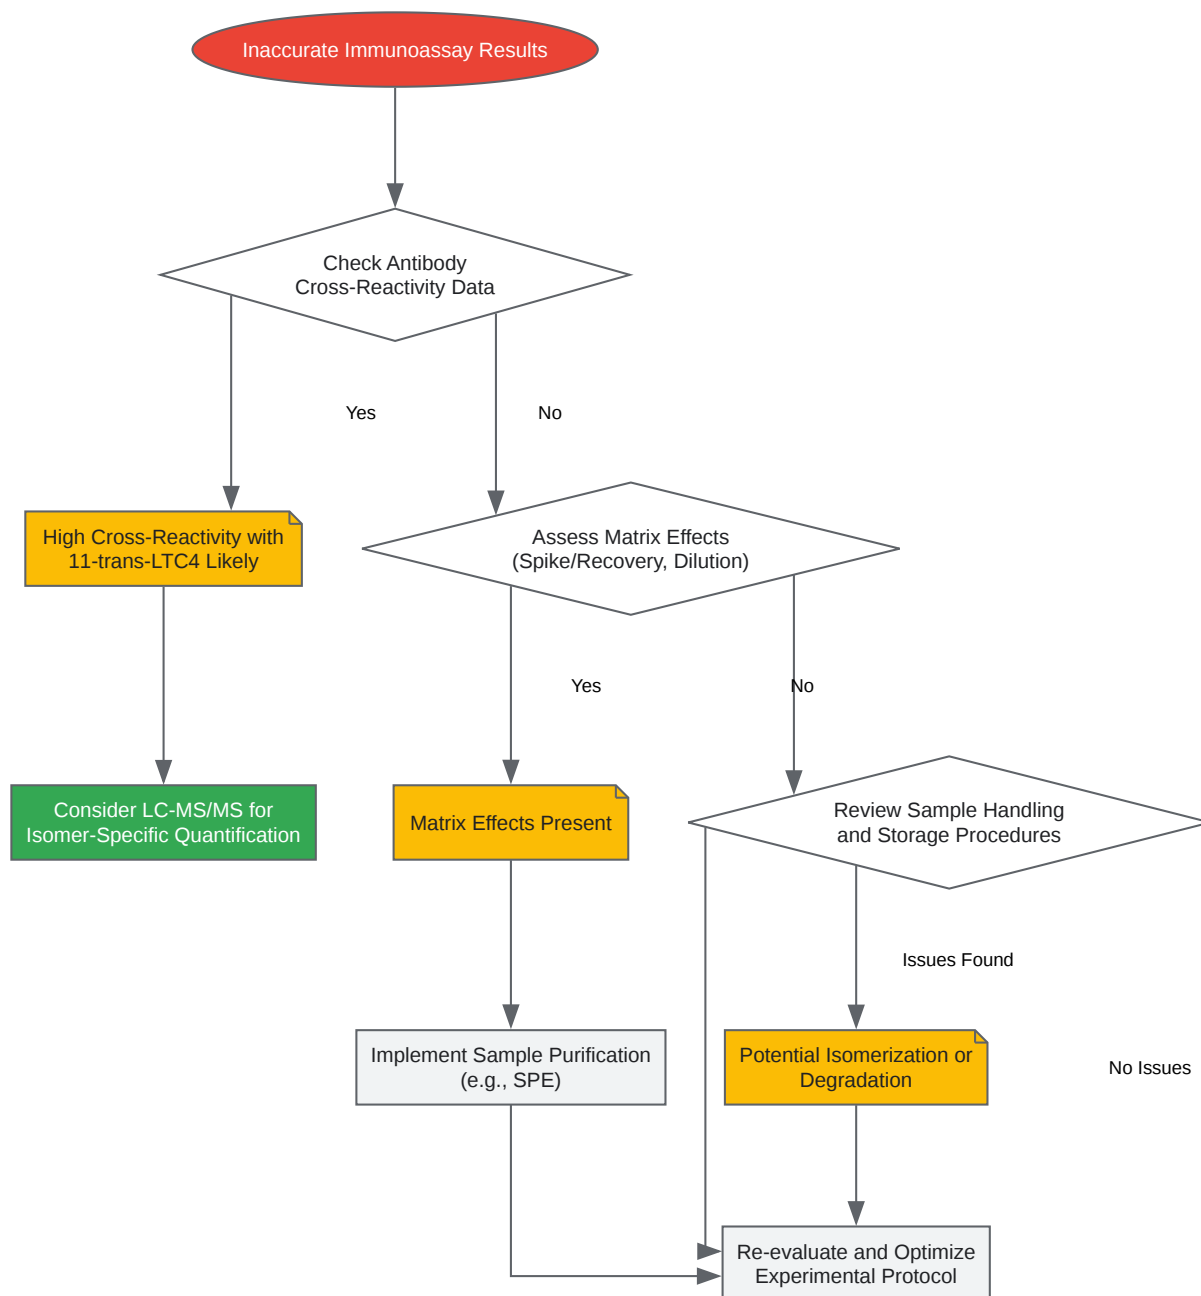 Inaccurate Immunoassay Results
Check Antibody
Cross-Reactivity Data
Yes
No
High Cross-Reactivity with
11-trans-LTC4 Likely
Assess Matrix Effects
(Spike/Recovery, Dilution)
Yes
No
Consider LC-MS/MS for
Isomer-Specific Quantification
Matrix Effects Present
Review Sample Handling
and Storage Procedures
Issues Found
Implement Sample Purification
(e.g., SPE)
Potential Isomerization or
Degradation
No Issues
Re-evaluate and Optimize
Experimental Protocol